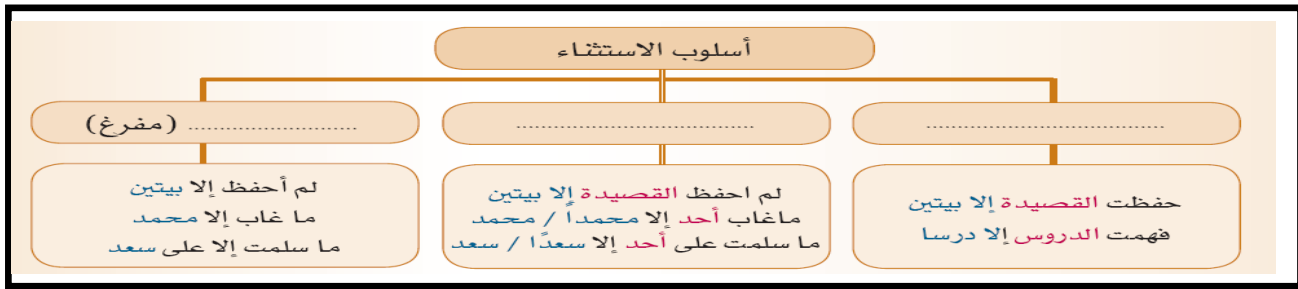 أسلوب الاستثناء
..................................
..................................
......................... (مفرغ)
حفظت القصيدة إلا بيتين
فهمت الدروس إلا درسا
لم احفظ القصيدة إلا بيتين
ماغاب أحد إلا محمداً / محمد
ما سلمت على أحد إلا سعدًا / سعد
لم أحفظ إلا بيتين
ما غاب إلا محمد
ما سلمت إلا على سعد